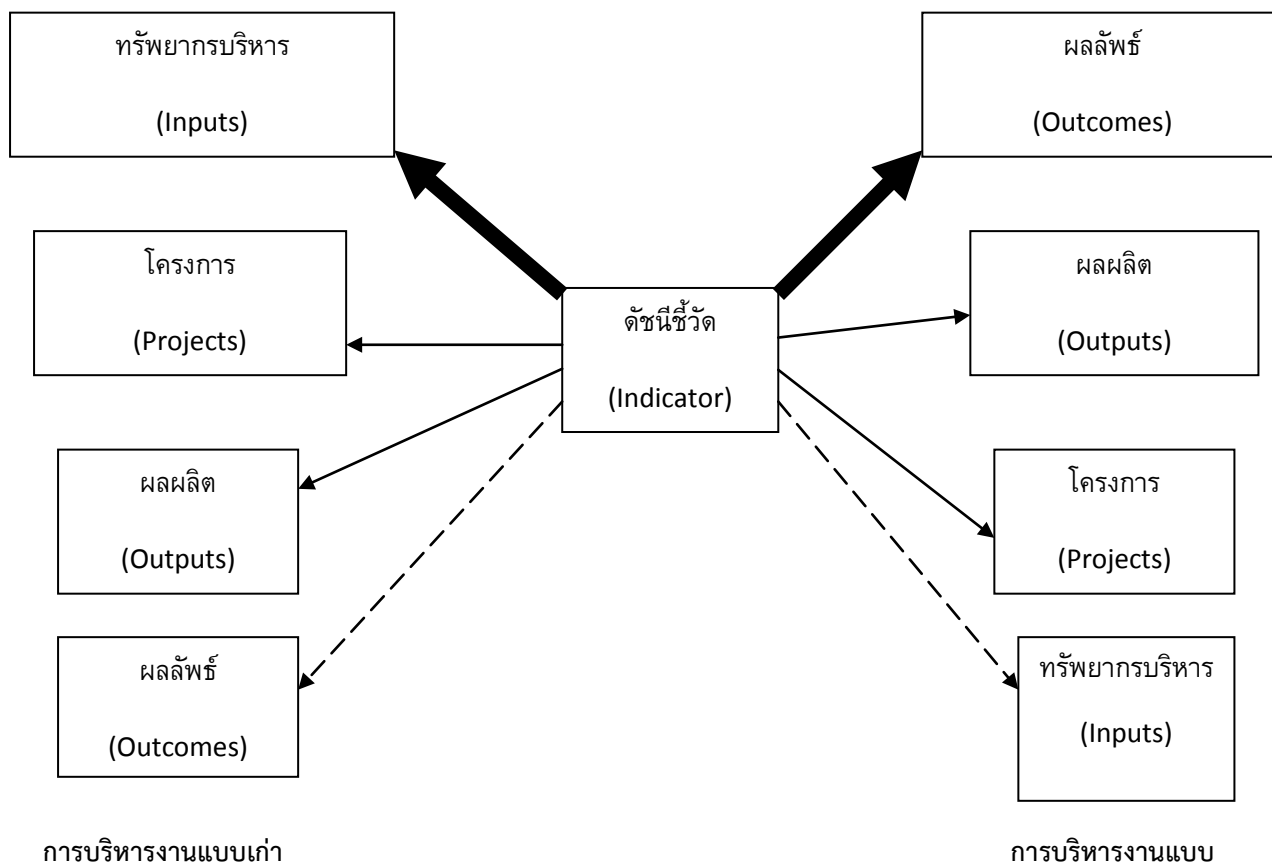 ทรัพยากรบริหาร
(Inputs)
โครงการ
(Projects)
ผลผลิต
(Outputs)
ผลลัพธ์
(Outcomes)
การบริหารงานแบบเก่า
ดัชนีชี้วัด
(Indicator)
ผลลัพธ์
(Outcomes)
ผลผลิต
(Outputs)
โครงการ
(Projects)
ทรัพยากรบริหาร
(Inputs)
การบริหารงานแบบ